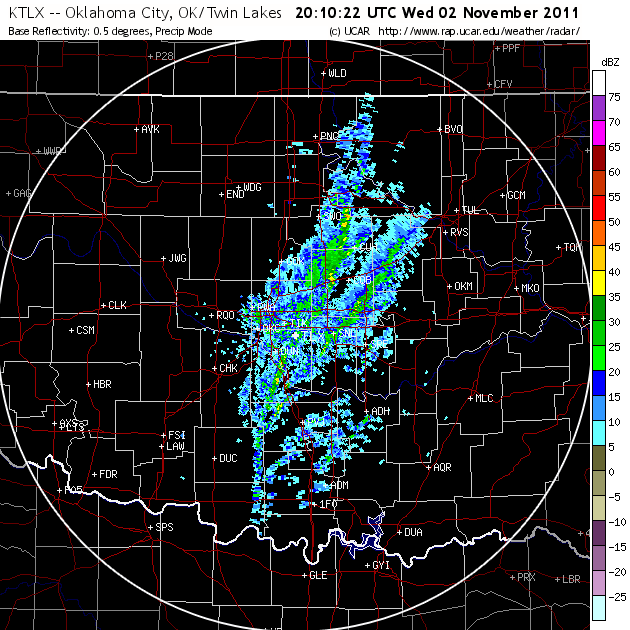 KTLX -- Oklahoma City, OK/Twin Lakes 20:10:22 UTC Wed 02 November 2011
Base Reflectivity: 0.5 degrees, Precip Mode (c) UCAR http://www.rap.ucar.edu/weather/radar/
P28
PPF
dBZ
WLD
CFV
75
70
AVK
PNC
BVO
65
WWR
60
GAG
END
WDG
GCM
55
TUL
SWO
50
RVS
TQH
45
JWG
40
OKM
MKO
35
CLK
RQO
30
CSM
25
CHK
20
HBR
MLC
15
ADH
10
AXS
LTS
FSI
LAW
5
DUC
AQR
0
FDR
ADM
F05
-5
1F0
-10
SPS
DUA
-15
GLE
GYI
-20
PRX
LBR
-25